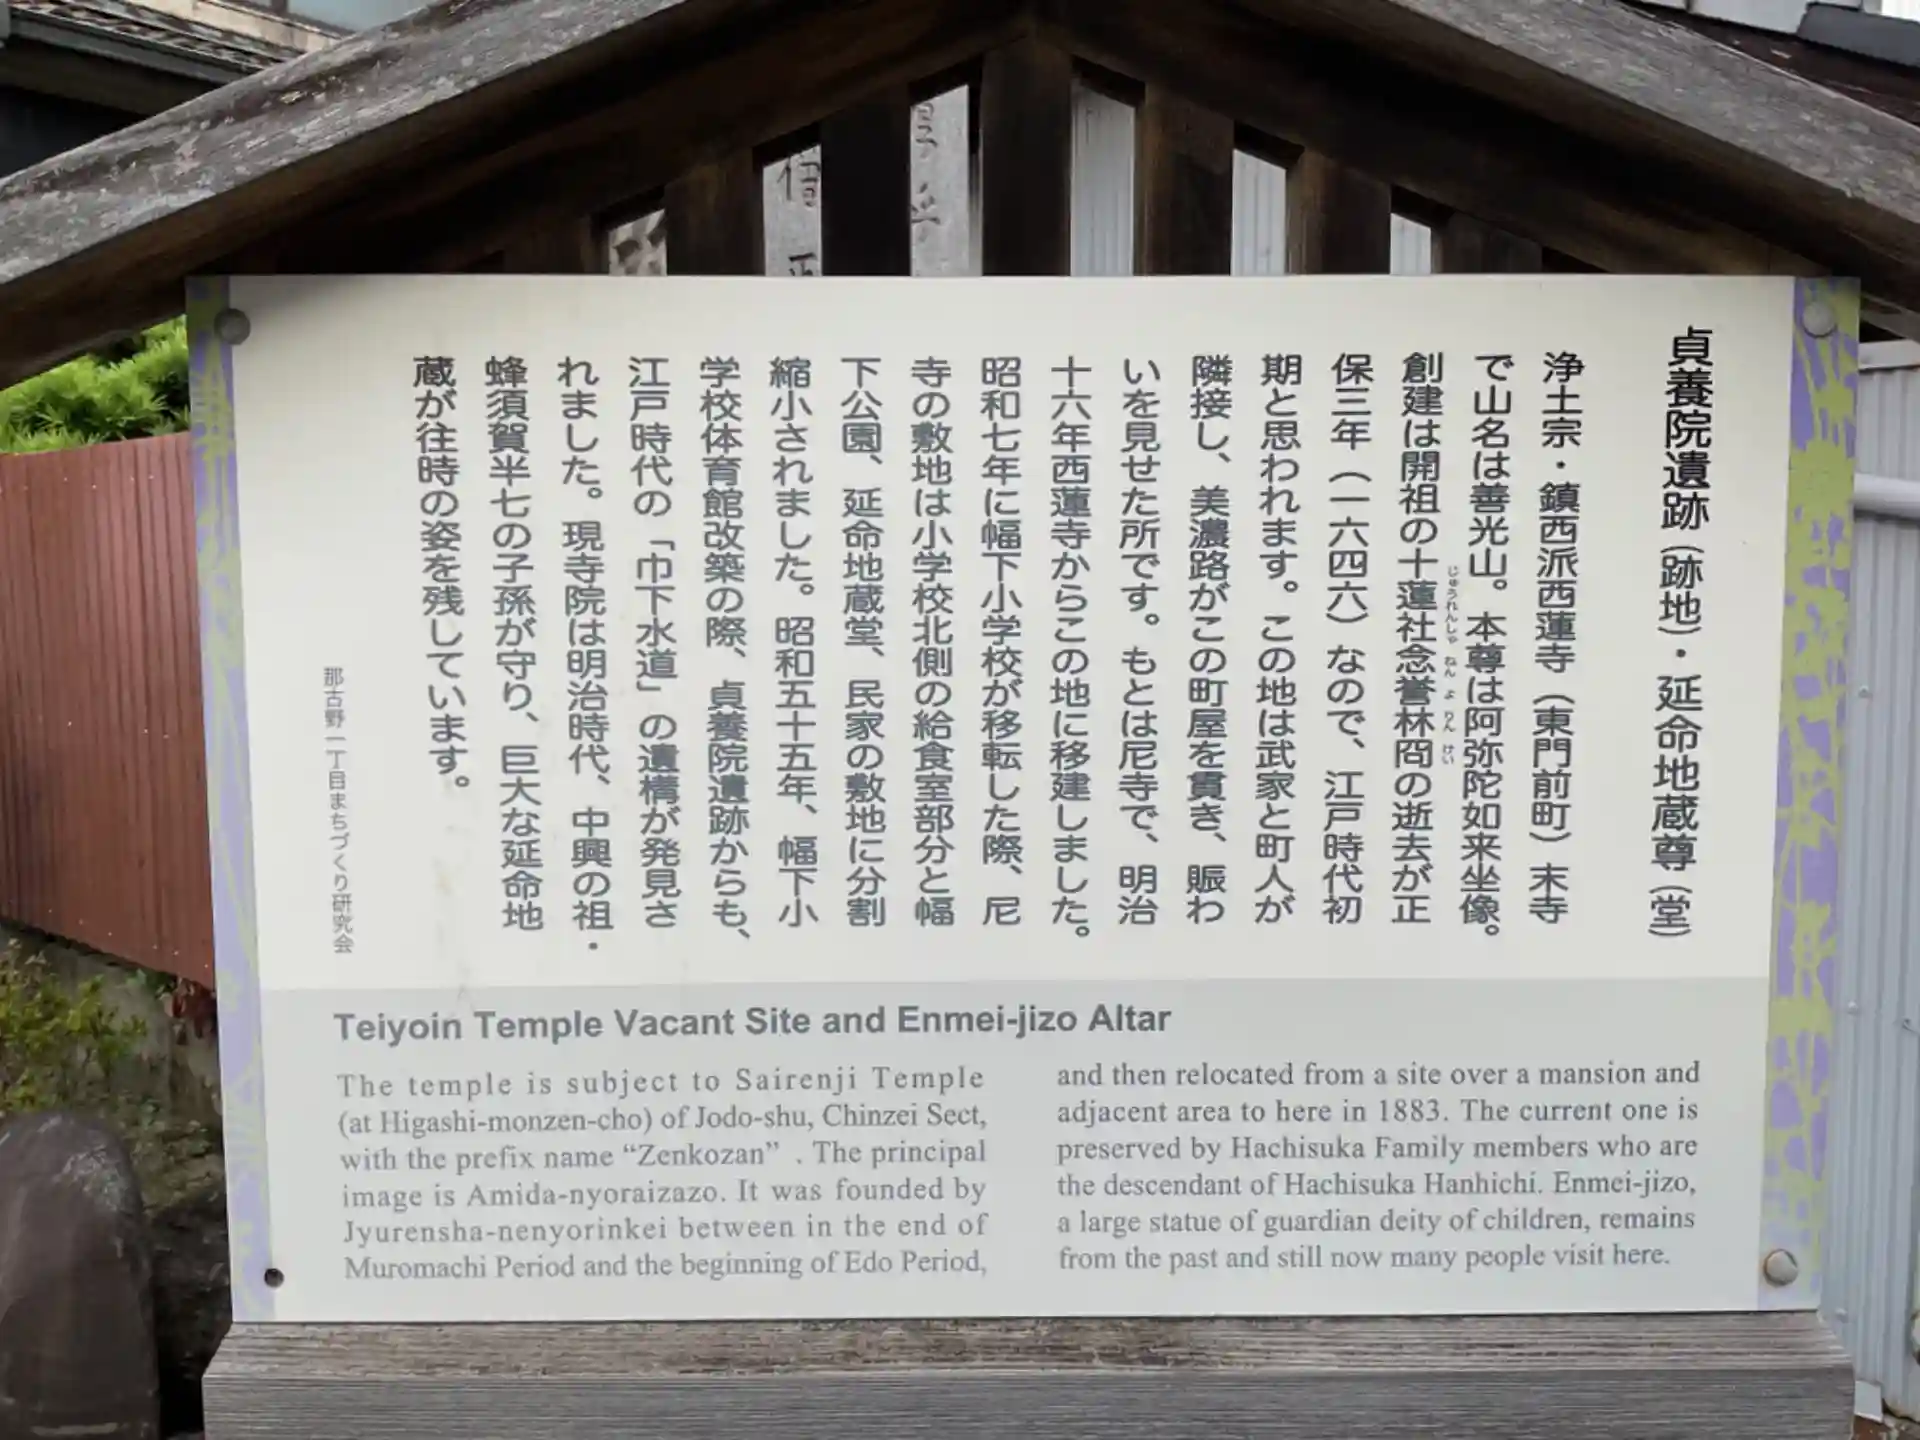 貞養院遺跡(跡地)・延命地蔵尊(堂)
浄土宗・鎮西派西蓮寺(東門前町)末寺
で山名は善光山。本尊は阿弥陀如来坐像。
じゅうれんしゃ ねん よ りん けい
創建は開祖の十蓮社念誉林冏の逝去が正
保三年(一六四六)なので、江戸時代初
期と思われます。この地は武家と町人が
隣接し、美濃路がこの町屋を貫き、賑わ
いを見せた所です。もとは尼寺で、明治
十六年西蓮寺からこの地に移建しました。
昭和七年に幅下小学校が移転した際、尼
寺の敷地は小学校北側の給食室部分と幅
下公園、延命地蔵堂、民家の敷地に分割
縮小されました。昭和五十五年、幅下小
学校体育館改築の際、貞養院遺跡からも、
江戸時代の「巾下水道」の遺構が発見さ
れました。現寺院は明治時代、中興の祖・
蜂須賀半七の子孫が守り、巨大な延命地
蔵が往時の姿を残しています。
那古野一丁目まちづくり研究会
Teiyoin Temple Vacant Site and Enmei-jizo Altar
The temple is subject to Sairenji Temple
(at Higashi-monzen-cho) of Jodo-shu, Chinzei Sect,
with the prefix name “Zenkozan” . The principal
image is Amida-nyoraizazo. It was founded by
Jyurensha-nenyorinkei between in the end of
Muromachi Period and the beginning of Edo Period,
and then relocated from a site over a mansion and
adjacent area to here in 1883. The current one is
preserved by Hachisuka Family members who are
the descendant of Hachisuka Hanhichi. Enmei-jizo,
a large statue of guardian deity of children, remains
from the past and still now many people visit here.